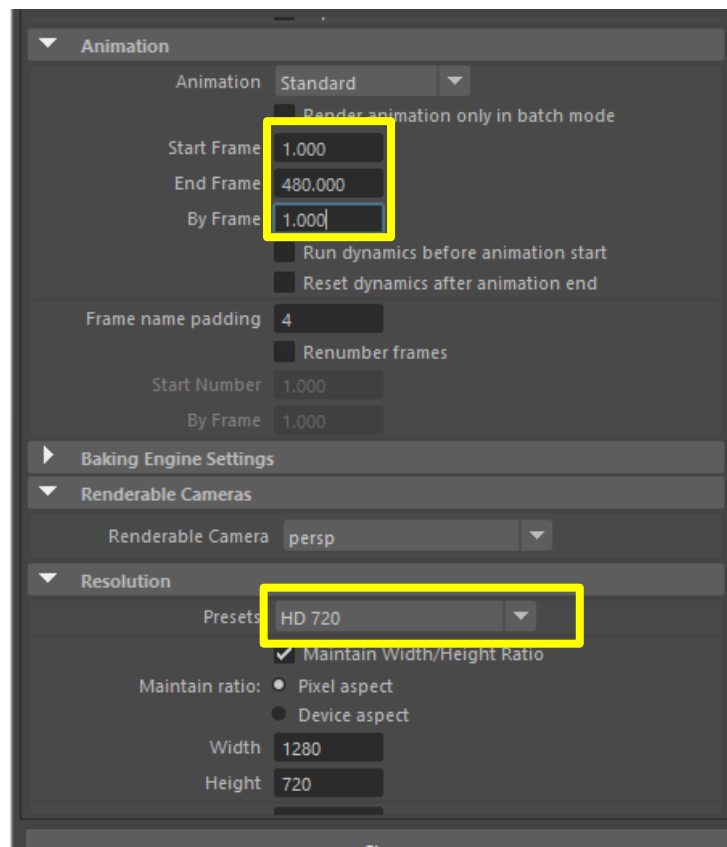 Animation
Animation Standard
Render animation only in batch mode
Start Frame 1.000
End Frame 480.000
By Frame 1.000
Run dynamics before animation start
Reset dynamics after animation end
Frame name padding 4
Renumber frames
Start Number 1.000
By Frame 1.000
Baking Engine Settings
Renderable Cameras
Renderable Camera persp
Resolution
Presets HD 720
Maintain Width/Height Ratio
Maintain ratio: Pixel aspect
Device aspect
Width 1280
Height 720